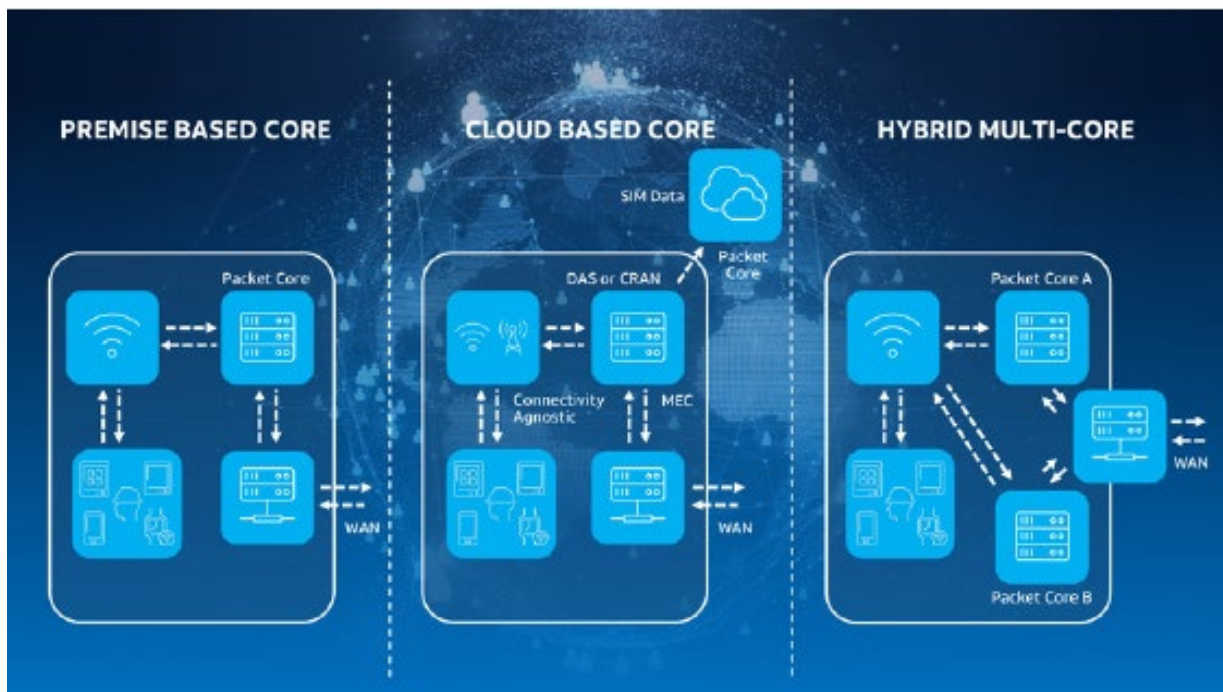 PREMISE BASED CORE
Packet Core
WAN
CLOUD BASED CORE
SIM Data
Packet
Core
DAS or CRAN
Connectivity
Agnostic
MEC
WAN
HYBRID MULTI-CORE
Packet Core A
WAN
Packet Core B